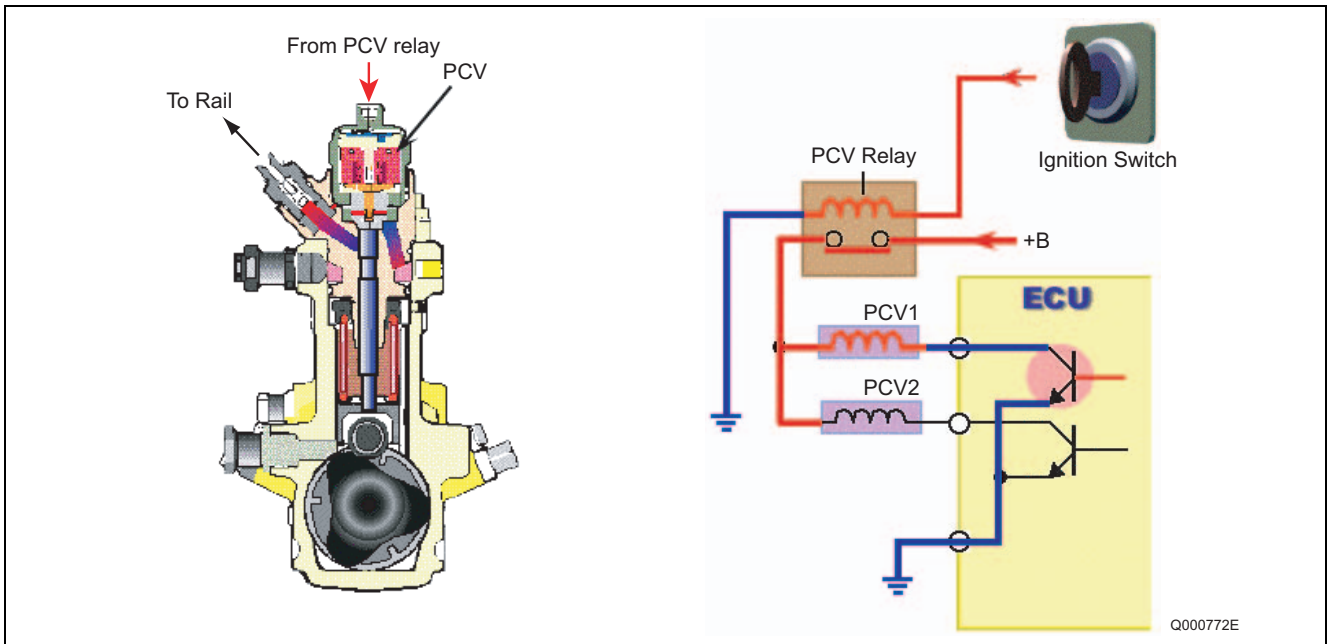 From PCV relay
PCV
To Rail
Ignition Switch
PCV Relay
+B
ECU
PCV1
PCV2
Q000772E